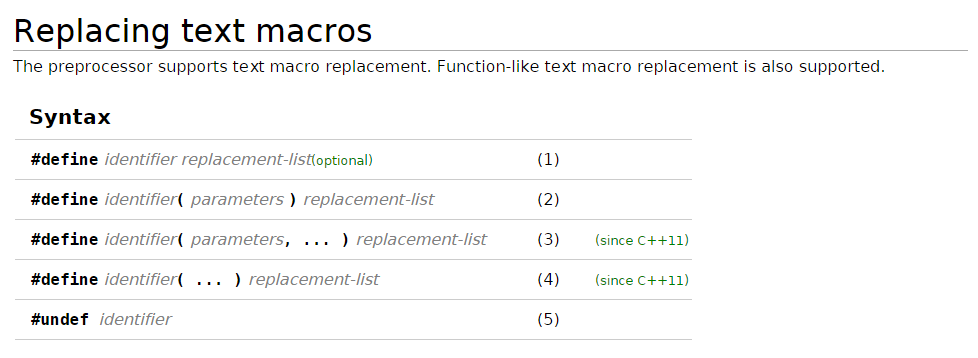 Replacing text macros
The preprocessor supports text macro replacement. Function-like text macro replacement is also supported.
Syntax
#define identifier replacement-list(optional) (1)
#define identifier( parameters ) replacement-list (2)
#define identifier( parameters, ... ) replacement-list (3) (since C++11)
#define identifier( ... ) replacement-list (4) (since C++11)
#undef identifier (5)